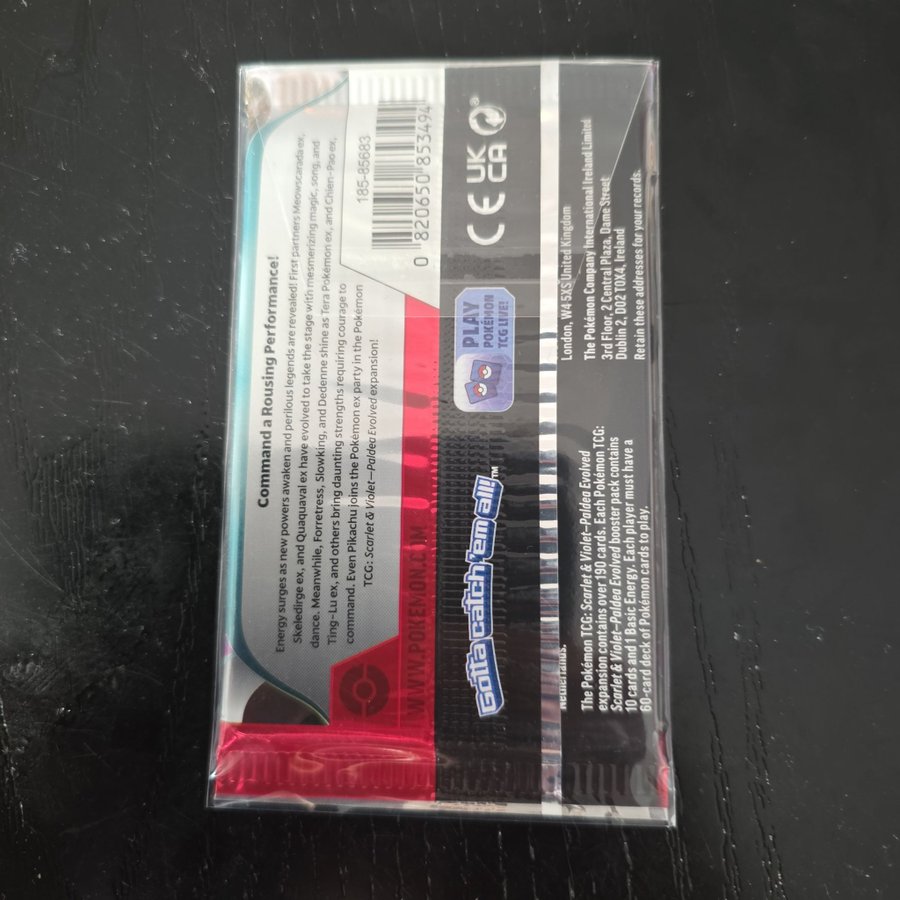 Command a Rousing Performance!
Energy surges as new powers awaken and perilous legends are revealed! First partners Meowscarada ex,
Skeledirge ex, and Quaquaval ex have evolved to take the stage with mesmerizing magic, song, and
dance. Meanwhile, Forretress, Slowking, and Dedenne shine as Tera Pokémon ex, and Chien-Pao ex,
Ting-Lu ex, and others bring daunting strengths requiring courage to
command. Even Pikachu joins the Pokémon ex party in the Pokémon
TCG: Scarlet & Violet—Paldea Evolved expansion!
185-85683
0 820650 853494
WWW.POKEMON.COM
CE UK
CA
®
PLAY
POKÉMON
TCG LIVE!
Gotta catch 'em all!™
Netherlands.
The Pokémon TCG: Scarlet & Violet—Paldea Evolved
expansion contains over 190 cards. Each Pokémon TCG:
Scarlet & Violet—Paldea Evolved booster pack contains
10 cards and 1 Basic Energy. Each player must have a
60-card deck of Pokémon cards to play.
London, W4 5XS United Kingdom
The Pokémon Company International Ireland Limited
3rd Floor, 2 Central Plaza, Dame Street
Dublin 2, D02 T0X4, Ireland
Retain these addresses for your records.